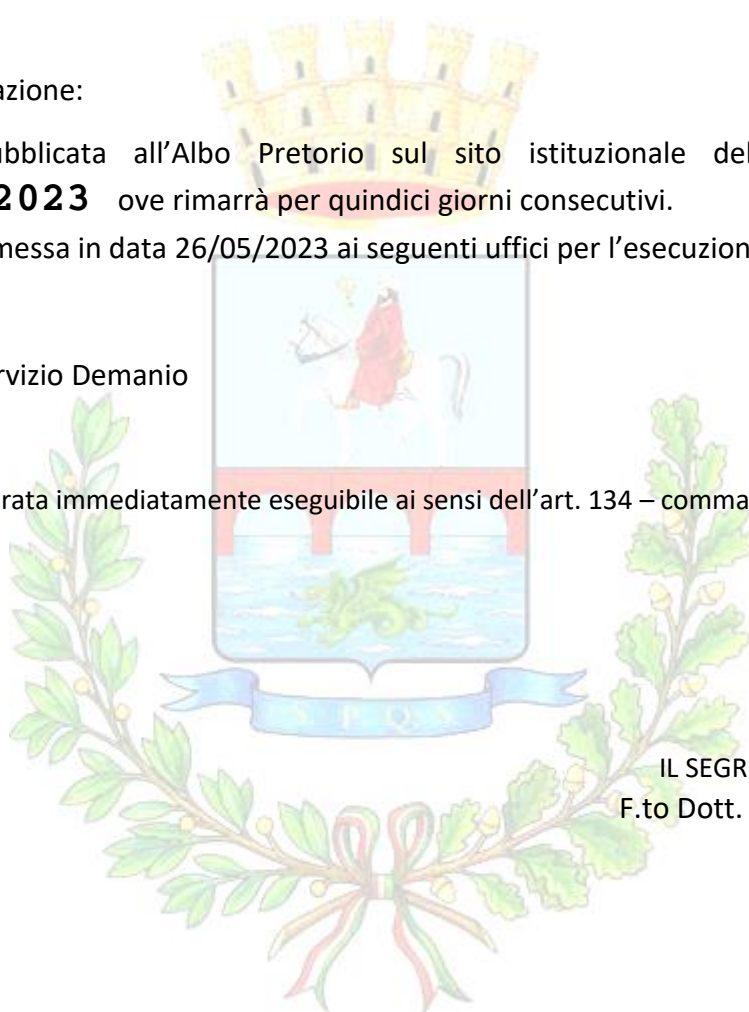 azione:
ubblicata all’Albo Pretorio sul sito istituzionale del
2023 ove rimarrà per quindici giorni consecutivi.
messa in data 26/05/2023 ai seguenti uffici per l’esecuzion
rvizio Demanio
rata immediatamente eseguibile ai sensi dell’art. 134 – comma
S. P. Q. S.
IL SEGR
F.to Dott.